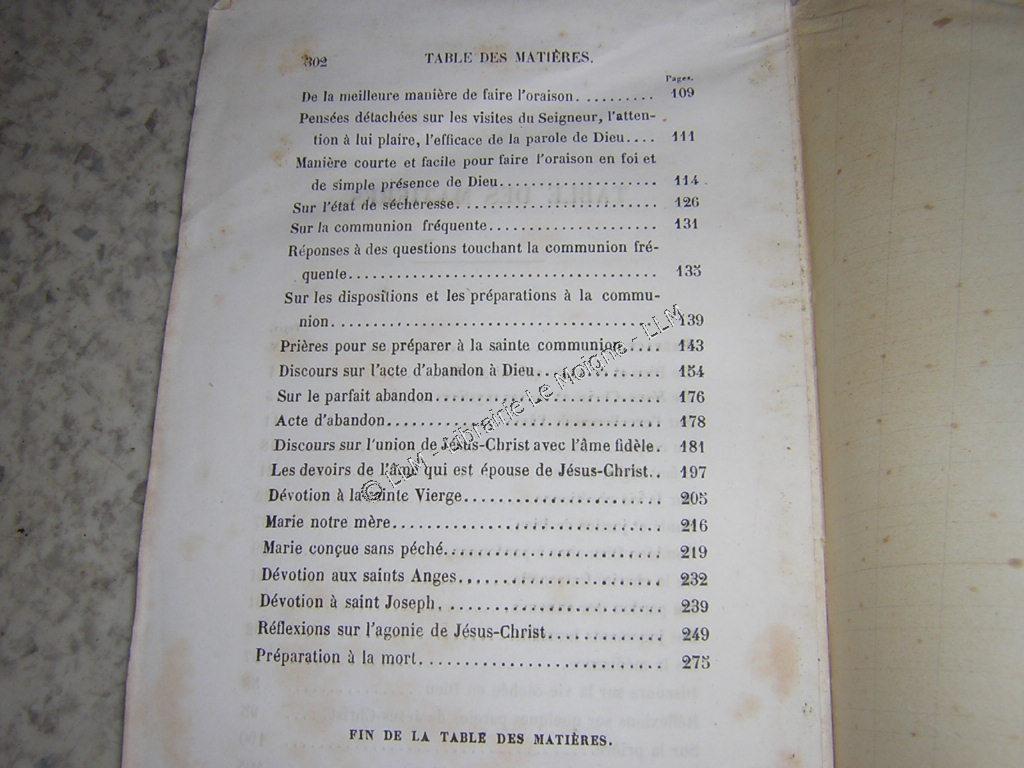 302 TABLE DES MATIÈRES.
Pages.
De la meilleure manière de faire l'oraison.......... 109
Pensées détachées sur les visites du Seigneur, l'atten-
tion à lui plaire, l'efficace de la parole de Dieu.... 111
Manière courte et facile pour faire l'oraison en foi et
de simple présence de Dieu.................... 114
Sur l'état de sécheresse.......................... 126
Sur la communion fréquente...................... 131
Réponses à des questions touchant la communion fré-
quente....................................... 135
Sur les dispositions et les préparations à la commu-
nion......................................... 139
Prières pour se préparer à la sainte communion..... 143
Discours sur l'acte d'abandon à Dieu................ 154
Sur le parfait abandon............................ 176
Acte d'abandon.................................. 178
Discours sur l'union de Jésus-Christ avec l'âme fidèle. 181
Les devoirs de l'âme qui est épouse de Jésus-Christ.. 197
Dévotion à la sainte Vierge........................ 205
Marie notre mère................................ 216
Marie conçue sans péché.......................... 219
Dévotion aux saints Anges........................ 232
Dévotion à saint Joseph.......................... 239
Réflexions sur l'agonie de Jésus-Christ............. 249
Préparation à la mort............................ 275
FIN DE LA TABLE DES MATIÈRES.
© LLM - Librairie Le Moigne - LLM